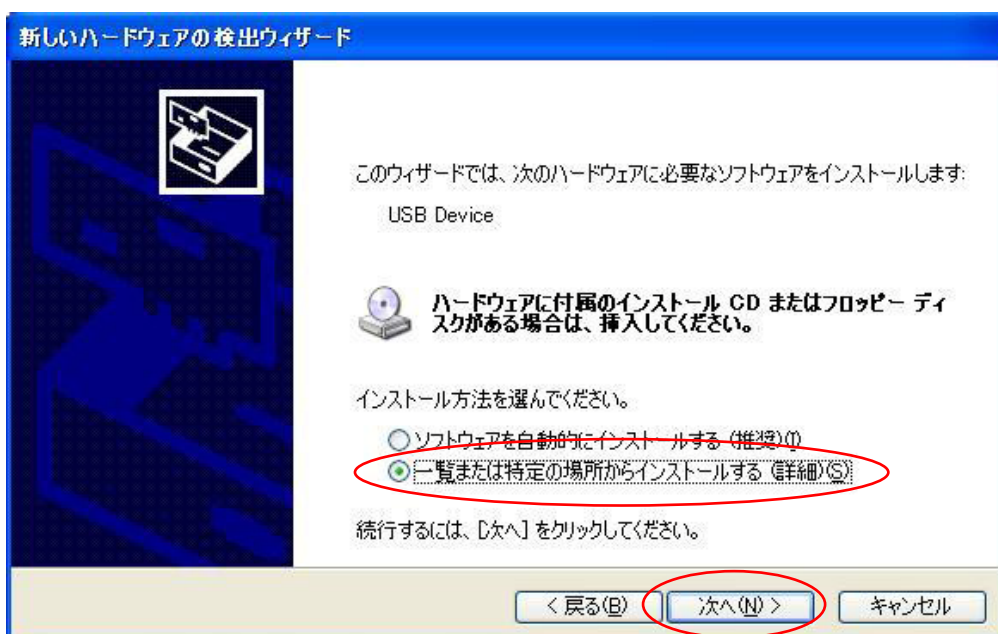 新しいハードウェアの検出ウィザード
このウィザードでは、次のハードウェアに必要なソフトウェアをインストールします:
USB Device
ハードウェアに付属のインストール CD またはフロッピー ディ
スクがある場合は、挿入してください。
インストール方法を選んでください。
ソフトウェアを自動的にインストールする (推奨)(I)
一覧または特定の場所からインストールする (詳細)(S)
続行するには、[次へ] をクリックしてください。
< 戻る(B)
次へ(N) >
キャンセル